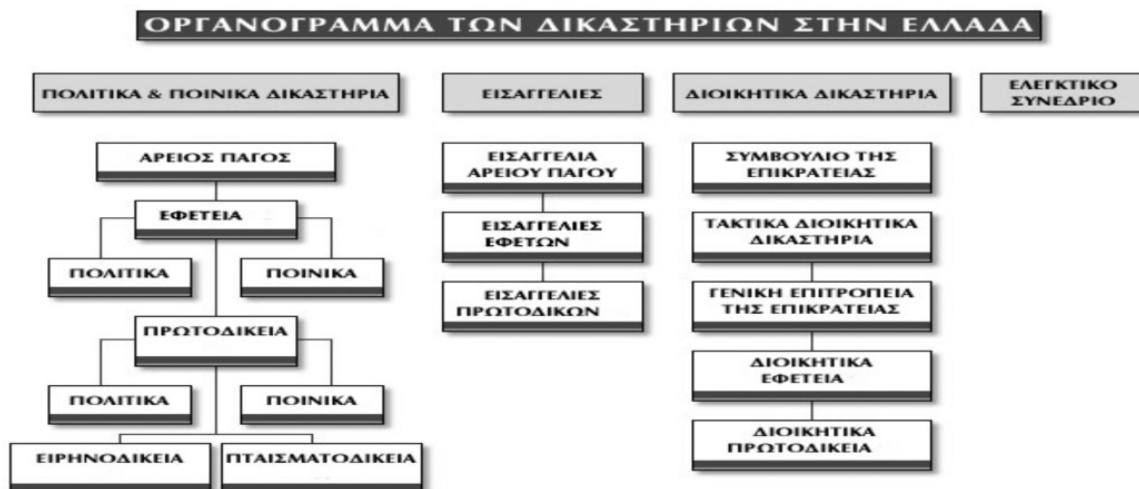 ΟΡΓΑΝΟΓΡΑΜΜΑ ΤΩΝ ΔΙΚΑΣΤΗΡΙΩΝ ΣΤΗΝ ΕΛΛΑΔΑ
ΠΟΛΙΤΙΚΑ & ΠΟΙΝΙΚΑ ΔΙΚΑΣΤΗΡΙΑ
ΑΡΕΙΟΣ ΠΑΓΟΣ
ΕΦΕΤΕΙΑ
ΠΟΛΙΤΙΚΑ
ΠΟΙΝΙΚΑ
ΠΡΩΤΟΔΙΚΕΙΑ
ΠΟΛΙΤΙΚΑ
ΠΟΙΝΙΚΑ
ΕΙΡΗΝΟΔΙΚΕΙΑ
ΠΤΑΙΣΜΑΤΟΔΙΚΕΙΑ
ΕΙΣΑΓΓΕΛΙΕΣ
ΕΙΣΑΓΓΕΛΙΑ
ΑΡΕΙΟΥ ΠΑΓΟΥ
ΕΙΣΑΓΓΕΛΙΕΣ
ΕΦΕΤΩΝ
ΕΙΣΑΓΓΕΛΙΕΣ
ΠΡΩΤΟΔΙΚΩΝ
ΔΙΟΙΚΗΤΙΚΑ ΔΙΚΑΣΤΗΡΙΑ
ΣΥΜΒΟΥΛΙΟ ΤΗΣ
ΕΠΙΚΡΑΤΕΙΑΣ
ΤΑΚΤΙΚΑ ΔΙΟΙΚΗΤΙΚΑ
ΔΙΚΑΣΤΗΡΙΑ
ΓΕΝΙΚΗ ΕΠΙΤΡΟΠΕΙΑ
ΤΗΣ ΕΠΙΚΡΑΤΕΙΑΣ
ΔΙΟΙΚΗΤΙΚΑ
ΕΦΕΤΕΙΑ
ΔΙΟΙΚΗΤΙΚΑ
ΠΡΩΤΟΔΙΚΕΙΑ
ΕΛΕΓΚΤΙΚΟ
ΣΥΝΕΔΡΙΟ